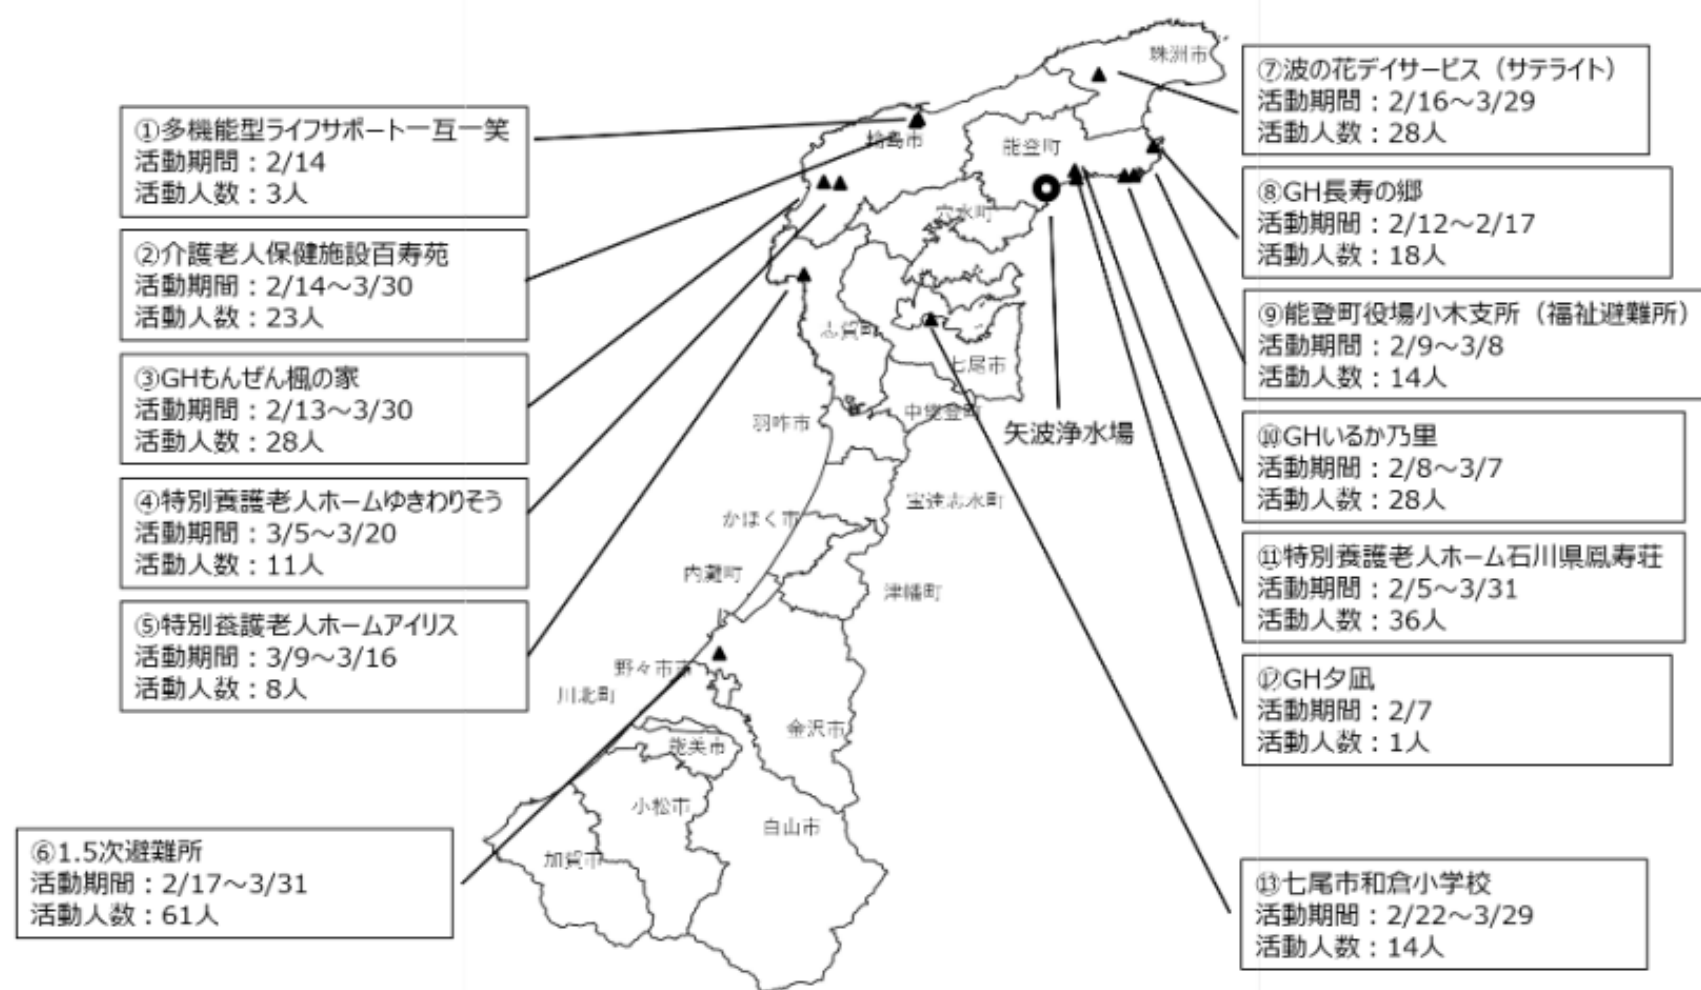 ①多機能型ライフサポート一互一笑
活動期間：2/14
活動人数：3人
②介護老人保健施設百寿苑
活動期間：2/14～3/30
活動人数：23人
③GHもんぜん楓の家
活動期間：2/13～3/30
活動人数：28人
④特別養護老人ホームゆきわりそう
活動期間：3/5～3/20
活動人数：11人
⑤特別養護老人ホームアイリス
活動期間：3/9～3/16
活動人数：8人
⑥1.5次避難所
活動期間：2/17～3/31
活動人数：61人
珠洲市
輪島市
能登町
穴水町
志賀町
七尾市
中能登町
羽咋市
矢波浄水場
宝達志水町
かほく市
内灘町
津幡町
野々市市
川北町
金沢市
能美市
小松市
白山市
加賀市
⑦波の花デイサービス（サテライト）
活動期間：2/16～3/29
活動人数：28人
⑧GH長寿の郷
活動期間：2/12～2/17
活動人数：18人
⑨能登町役場小木支所（福祉避難所）
活動期間：2/9～3/8
活動人数：14人
⑩GHいるか乃里
活動期間：2/8～3/7
活動人数：28人
⑪特別養護老人ホーム石川県鳳寿荘
活動期間：2/5～3/31
活動人数：36人
⑫GH夕凪
活動期間：2/7
活動人数：1人
⑬七尾市和倉小学校
活動期間：2/22～3/29
活動人数：14人